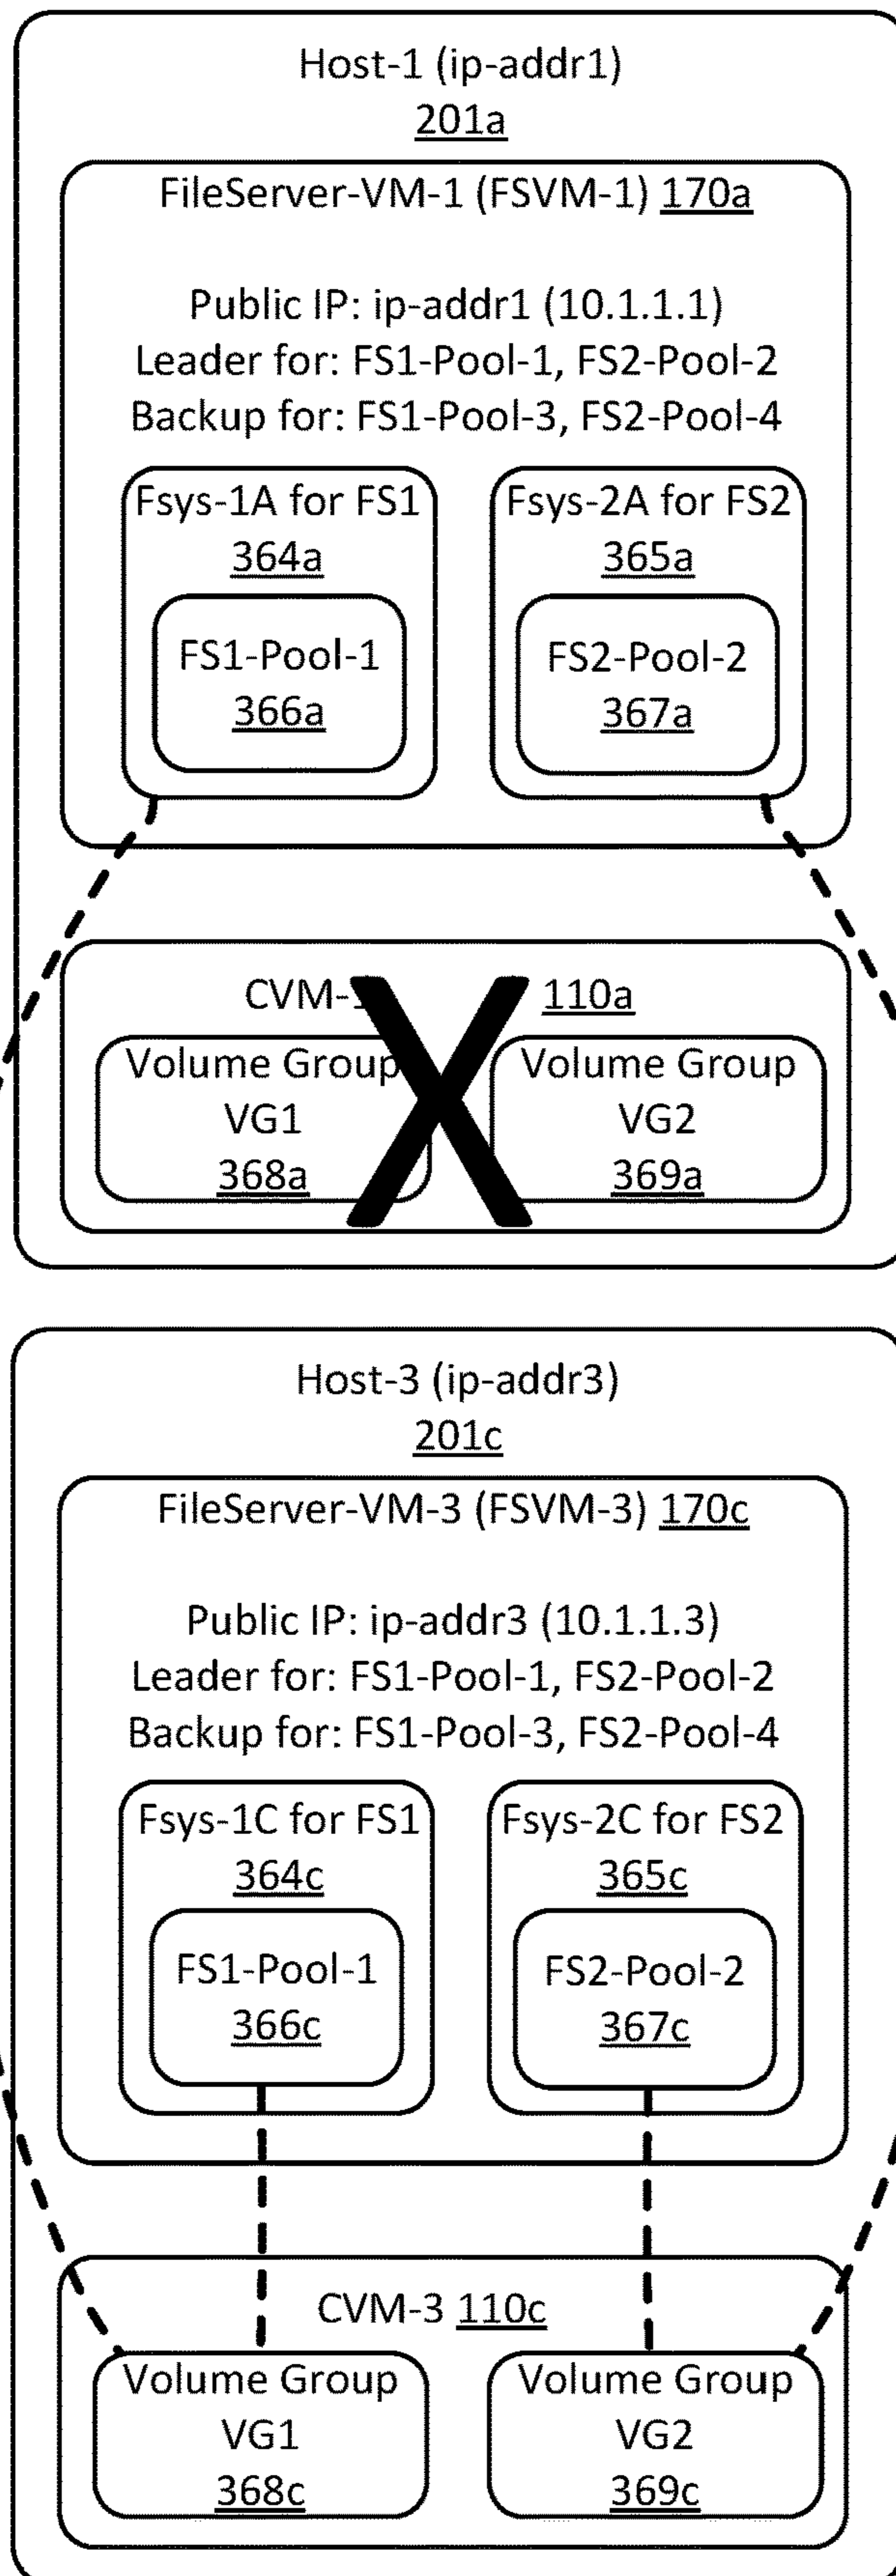 Host-1 (ip-addr1)
201a
FileServer-VM-1 (FSVM-1) 170a
Public IP: ip-addr1 (10.1.1.1)
Leader for: FS1-Pool-1, FS2-Pool-2
Backup for: FS1-Pool-3, FS2-Pool-4
Fsys-1A for FS1
364a
FS1-Pool-1
366a
Fsys-2A for FS2
365a
FS2-Pool-2
367a
CVM-1 110a
Volume Group
VG1
368a
Volume Group
VG2
369a
Host-3 (ip-addr3)
201c
FileServer-VM-3 (FSVM-3) 170c
Public IP: ip-addr3 (10.1.1.3)
Leader for: FS1-Pool-1, FS2-Pool-2
Backup for: FS1-Pool-3, FS2-Pool-4
Fsys-1C for FS1
364c
FS1-Pool-1
366c
Fsys-2C for FS2
365c
FS2-Pool-2
367c
CVM-3 110c
Volume Group
VG1
368c
Volume Group
VG2
369c